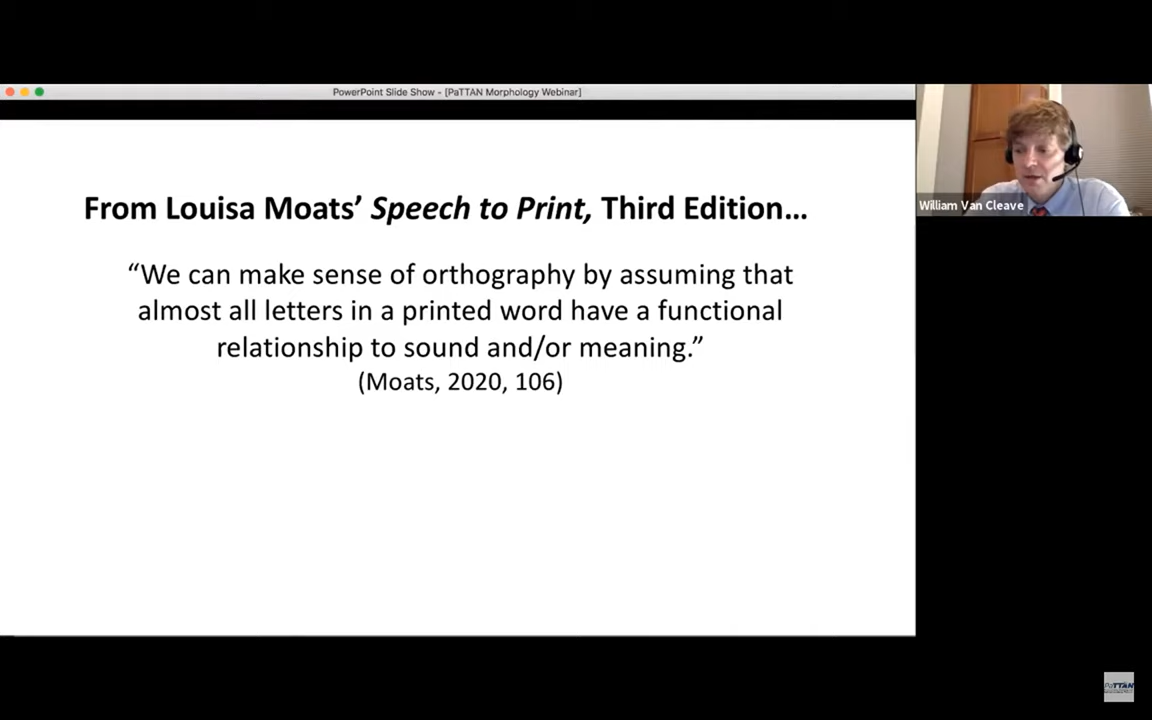 PowerPoint Slide Show - [PaTTAN Morphology Webinar]
From Louisa Moats’ Speech to Print, Third Edition…
“We can make sense of orthography by assuming that
almost all letters in a printed word have a functional
relationship to sound and/or meaning.”
(Moats, 2020, 106)
William Van Cleave
PaTTAN